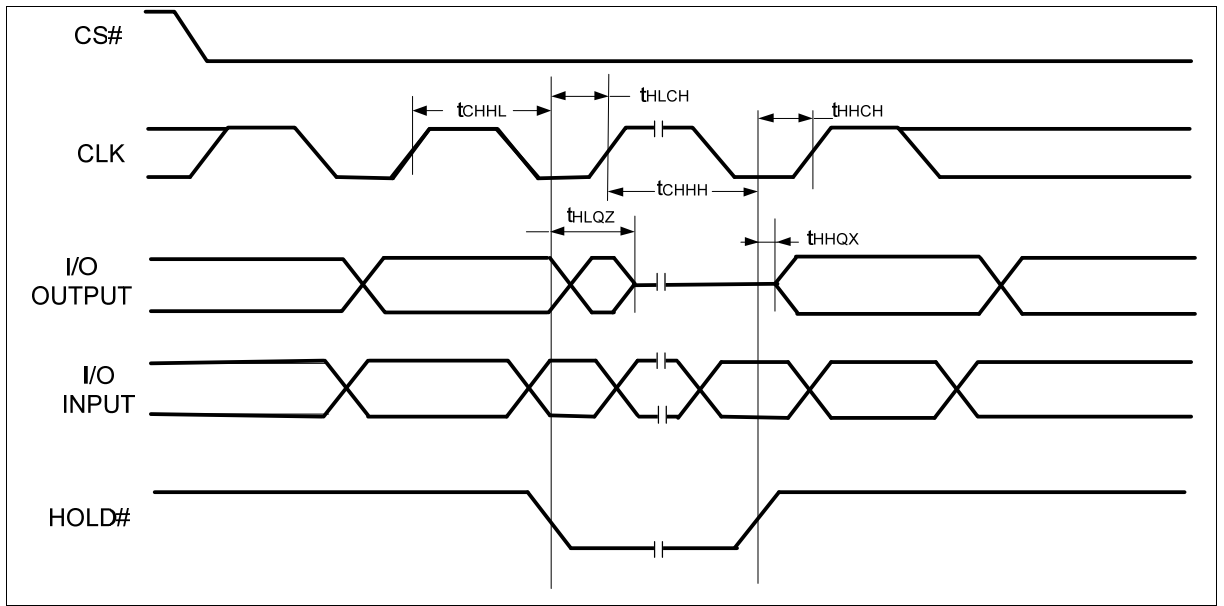 CS#
tCHHL
tHLCH
tHHCH
CLK
tCHHH
tHLQZ
tHHQX
I/O
OUTPUT
I/O
INPUT
HOLD#